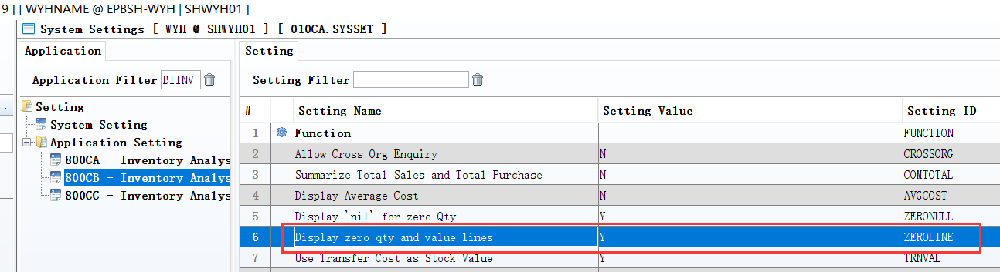 9 ] [ WYHNAME @ EPBSH-WYH | SHWYH01 ]
System Settings [ WYH @ SHWYH01 ] [ 010CA.SYSSET ]
Application
Application Filter BIINV
Setting
System Setting
Application Setting
800CA - Inventory Analys
800CB - Inventory Analys
800CC - Inventory Analys
Setting
Setting Filter
# Setting Name Setting Value Setting ID
1 Function FUNCTION
2 Allow Cross Org Enquiry N CROSSORG
3 Summarize Total Sales and Total Purchase N COMTOTAL
4 Display Average Cost N AVGCOST
5 Display 'nil' for zero Qty Y ZERONULL
6 Display zero qty and value lines Y ZEROLINE
7 Use Transfer Cost as Stock Value Y TRNVAL